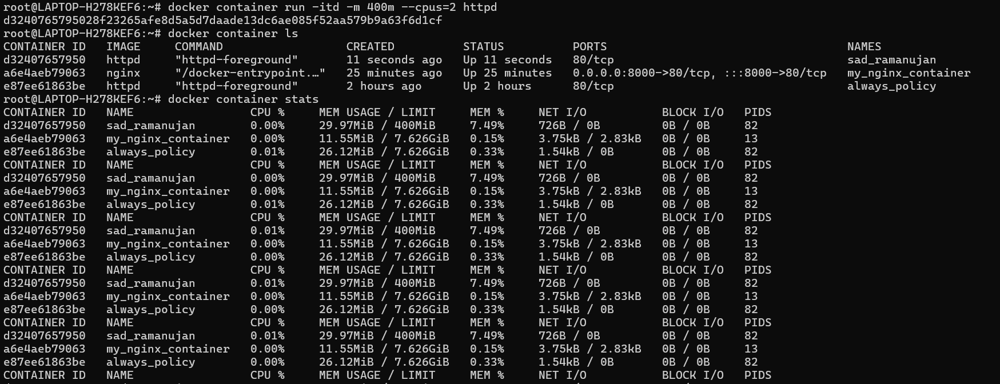 root@LAPTOP-H278KEF6:~# docker container run -itd -m 400m --cpus=2 httpd
d3240765795028f23265afe8d5a5d7daade13dc6ae085f52aa579b9a63f6d1cf
root@LAPTOP-H278KEF6:~# docker container ls
CONTAINER ID   IMAGE     COMMAND                  CREATED          STATUS          PORTS                                   NAMES
d32407657950   httpd     "httpd-foreground"       11 seconds ago   Up 11 seconds   80/tcp                                  sad_ramanujan
a6e4aeb79063   nginx     "/docker-entrypoint.…"   25 minutes ago   Up 25 minutes   0.0.0.0:8000->80/tcp, :::8000->80/tcp   my_nginx_container
e87ee61863be   httpd     "httpd-foreground"       2 hours ago      Up 2 hours      80/tcp                                  always_policy
root@LAPTOP-H278KEF6:~# docker container stats
CONTAINER ID   NAME                 CPU %     MEM USAGE / LIMIT     MEM %     NET I/O           BLOCK I/O   PIDS
d32407657950   sad_ramanujan        0.00%     29.97MiB / 400MiB     7.49%     726B / 0B         0B / 0B     82
a6e4aeb79063   my_nginx_container   0.00%     11.55MiB / 7.626GiB   0.15%     3.75kB / 2.83kB   0B / 0B     13
e87ee61863be   always_policy        0.01%     26.12MiB / 7.626GiB   0.33%     1.54kB / 0B       0B / 0B     82
CONTAINER ID   NAME                 CPU %     MEM USAGE / LIMIT     MEM %     NET I/O           BLOCK I/O   PIDS
d32407657950   sad_ramanujan        0.00%     29.97MiB / 400MiB     7.49%     726B / 0B         0B / 0B     82
a6e4aeb79063   my_nginx_container   0.00%     11.55MiB / 7.626GiB   0.15%     3.75kB / 2.83kB   0B / 0B     13
e87ee61863be   always_policy        0.01%     26.12MiB / 7.626GiB   0.33%     1.54kB / 0B       0B / 0B     82
CONTAINER ID   NAME                 CPU %     MEM USAGE / LIMIT     MEM %     NET I/O           BLOCK I/O   PIDS
d32407657950   sad_ramanujan        0.01%     29.97MiB / 400MiB     7.49%     726B / 0B         0B / 0B     82
a6e4aeb79063   my_nginx_container   0.00%     11.55MiB / 7.626GiB   0.15%     3.75kB / 2.83kB   0B / 0B     13
e87ee61863be   always_policy        0.00%     26.12MiB / 7.626GiB   0.33%     1.54kB / 0B       0B / 0B     82
CONTAINER ID   NAME                 CPU %     MEM USAGE / LIMIT     MEM %     NET I/O           BLOCK I/O   PIDS
d32407657950   sad_ramanujan        0.01%     29.97MiB / 400MiB     7.49%     726B / 0B         0B / 0B     82
a6e4aeb79063   my_nginx_container   0.00%     11.55MiB / 7.626GiB   0.15%     3.75kB / 2.83kB   0B / 0B     13
e87ee61863be   always_policy        0.00%     26.12MiB / 7.626GiB   0.33%     1.54kB / 0B       0B / 0B     82
CONTAINER ID   NAME                 CPU %     MEM USAGE / LIMIT     MEM %     NET I/O           BLOCK I/O   PIDS
d32407657950   sad_ramanujan        0.01%     29.97MiB / 400MiB     7.49%     726B / 0B         0B / 0B     82
a6e4aeb79063   my_nginx_container   0.00%     11.55MiB / 7.626GiB   0.15%     3.75kB / 2.83kB   0B / 0B     13
e87ee61863be   always_policy        0.00%     26.12MiB / 7.626GiB   0.33%     1.54kB / 0B       0B / 0B     82
CONTAINER ID   NAME                 CPU %     MEM USAGE / LIMIT     MEM %     NET I/O           BLOCK I/O   PIDS